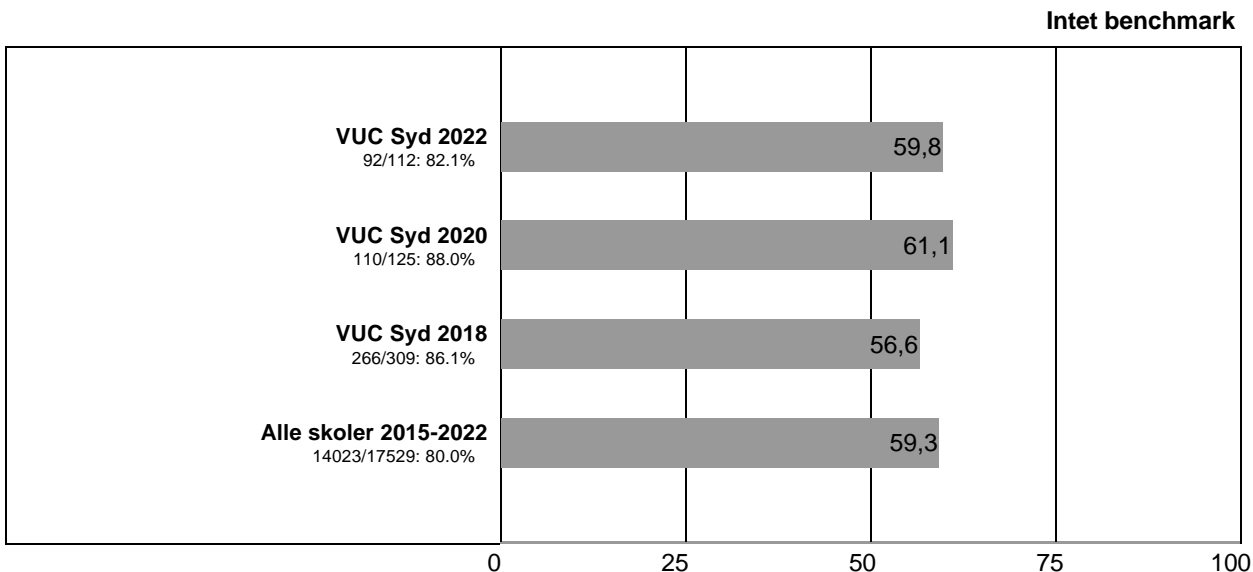 Intet benchmark
VUC Syd 2022
92/112: 82.1%
59,8
VUC Syd 2020
110/125: 88.0%
61,1
VUC Syd 2018
266/309: 86.1%
56,6
Alle skoler 2015-2022
14023/17529: 80.0%
59,3
0 25 50 75 100